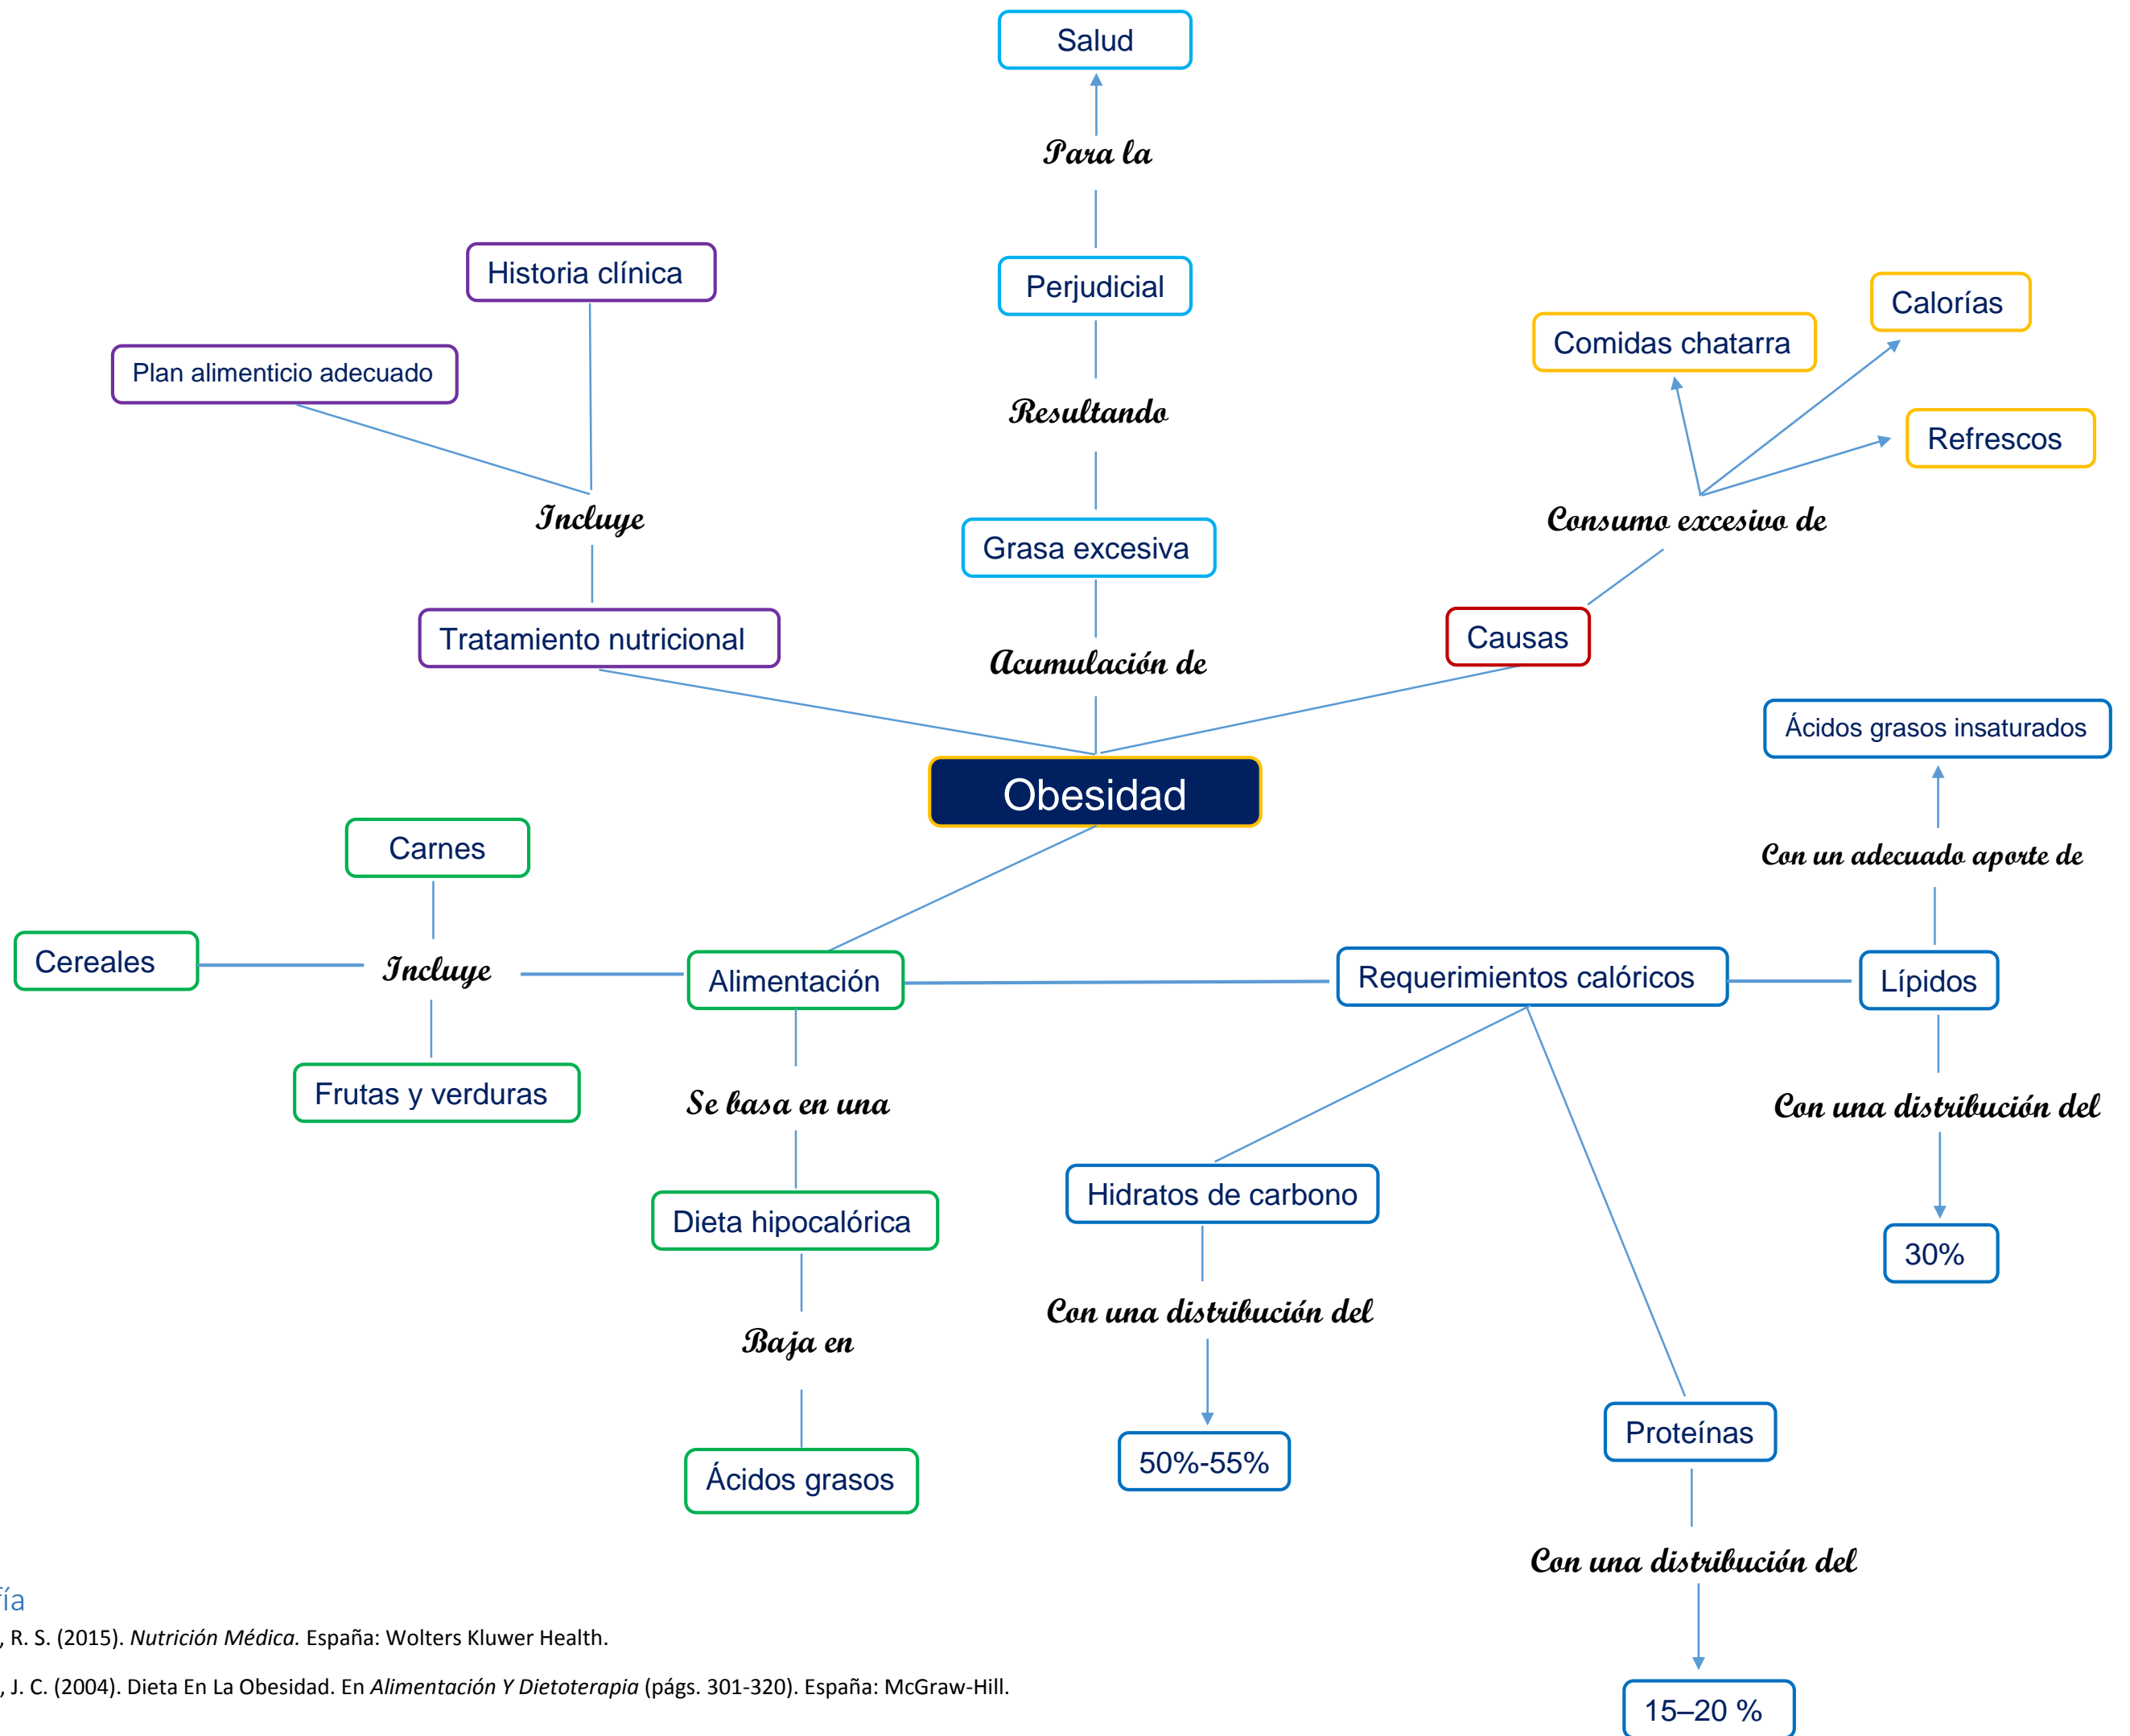 Salud
Para la
Historia clínica
Perjudicial
Calorías
Comidas chatarra
Plan alimenticio adecuado
Resultando
Refrescos
Incluye
Consumo excesivo de
Grasa excesiva
Tratamiento nutricional
Causas
Acumulación de
Ácidos grasos insaturados
Obesidad
Carnes
Con un adecuado aporte de
Cereales
Incluye
Alimentación
Requerimientos calóricos
Lípidos
Frutas y verduras
Se basa en una
Con una distribución del
Hidratos de carbono
Dieta hipocalórica
30%
Con una distribución del
Baja en
Proteínas
50%-55%
Ácidos grasos
Con una distribución del
fía
, R. S. (2015). Nutrición Médica. España: Wolters Kluwer Health.
, J. C. (2004). Dieta En La Obesidad. En Alimentación Y Dietoterapia (págs. 301-320). España: McGraw-Hill.
15–20 %